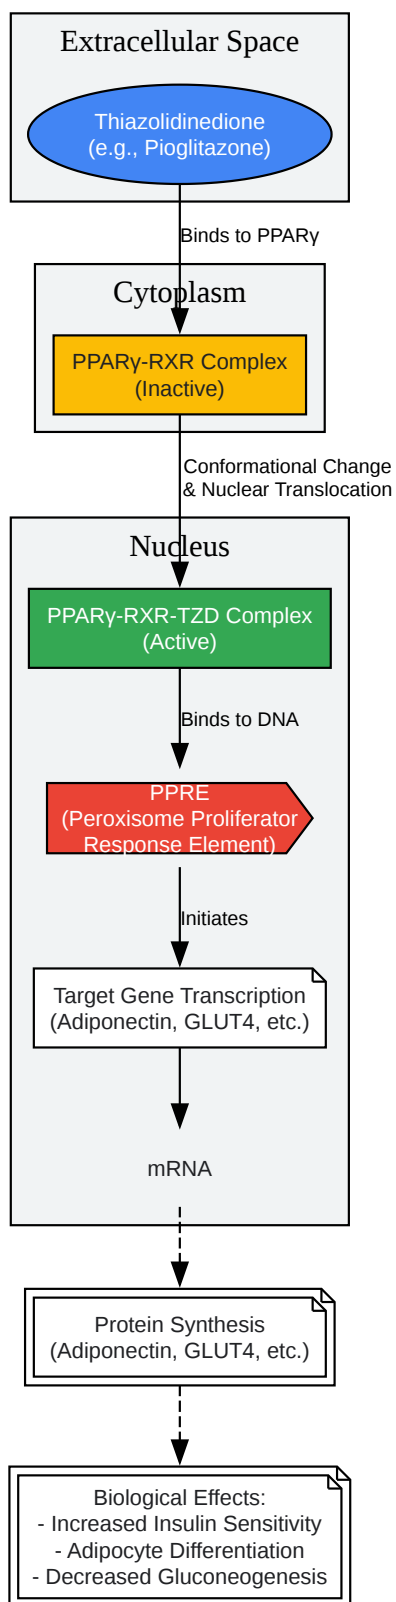 Extracellular Space
Thiazolidinedione
(e.g., Pioglitazone)
Binds to PPARγ
Cytoplasm
PPARγ-RXR Complex
(Inactive)
Conformational Change
& Nuclear Translocation
Nucleus
PPARγ-RXR-TZD Complex
(Active)
Binds to DNA
PPRE
(Peroxisome Proliferator
Response Element)
Initiates
Target Gene Transcription
(Adiponectin, GLUT4, etc.)
mRNA
Protein Synthesis
(Adiponectin, GLUT4, etc.)
Biological Effects:
- Increased Insulin Sensitivity
- Adipocyte Differentiation
- Decreased Gluconeogenesis